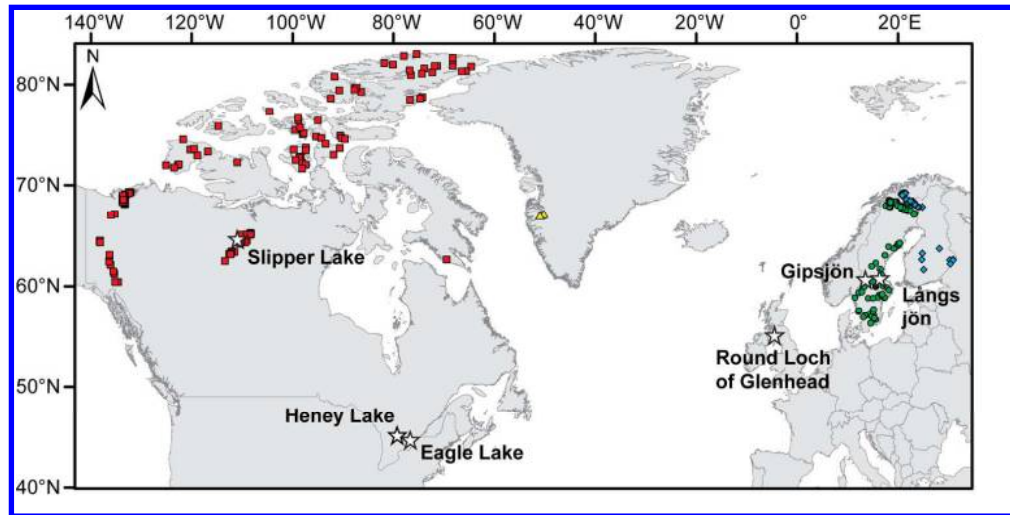 140°W 120°W 100°W 80°W 60°W 40°W 20°W 0° 20°E
N
80°N
70°N
Slipper Lake
60°N
Gipsjön
Långs
jön
Round Loch
of Glenhead
50°N
Heney Lake
Eagle Lake
40°N